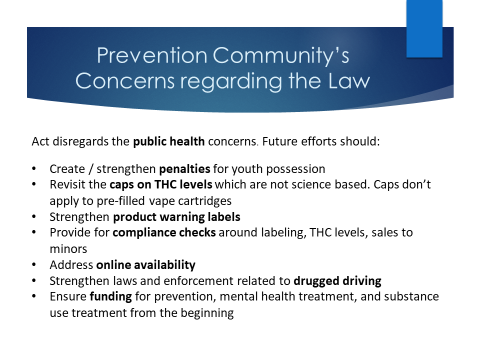 Prevention Community's
Concerns regarding the Law
Act disregards the public health concerns. Future efforts should:
• Create / strengthen penalties for youth possession
• Revisit the caps on THC levels which are not science based. Caps don't
apply to pre-filled vape cartridges
• Strengthen product warning labels
• Provide for compliance checks around labeling, THC levels, sales to
minors
• Address online availability
• Strengthen laws and enforcement related to drugged driving
• Ensure funding for prevention, mental health treatment, and substance
use treatment from the beginning